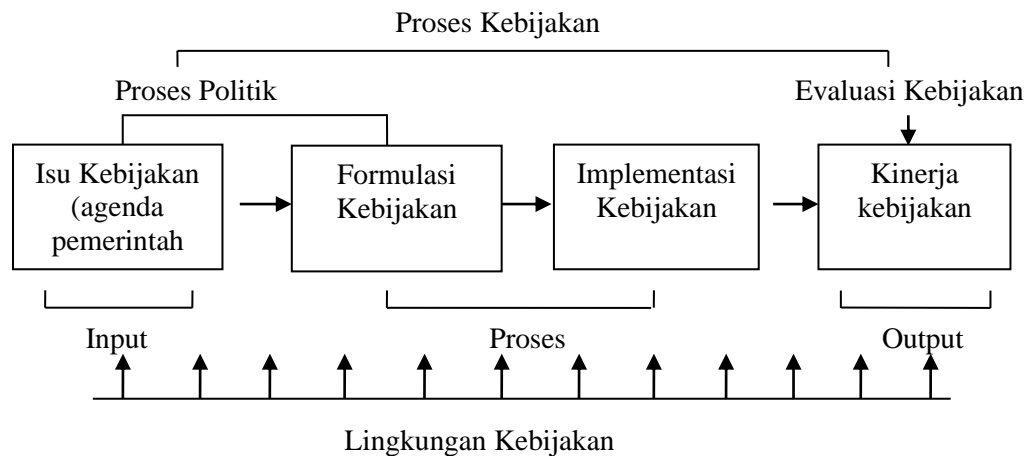 Proses Kebijakan
Proses Politik
Evaluasi Kebijakan
Isu Kebijakan
(agenda
pemerintah
Formulasi
Kebijakan
Implementasi
Kebijakan
Kinerja
kebijakan
Input
Proses
Output
Lingkungan Kebijakan